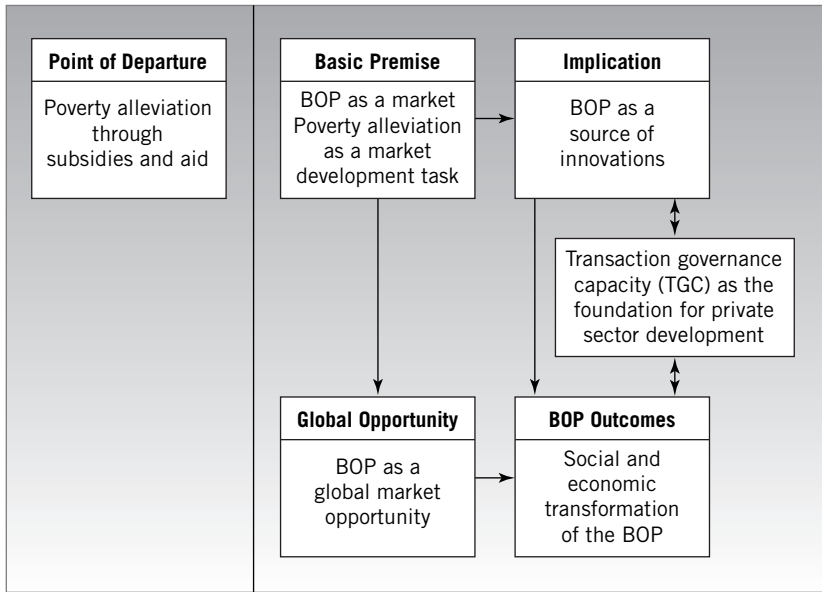 Point of Departure
Poverty alleviation
through
subsidies and aid
Basic Premise
BOP as a market
Poverty alleviation
as a market
development task
Implication
BOP as a
source of
innovations
Transaction governance
capacity (TGC) as the
foundation for private
sector development
Global Opportunity
BOP as a
global market
opportunity
BOP Outcomes
Social and
economic
transformation
of the BOP